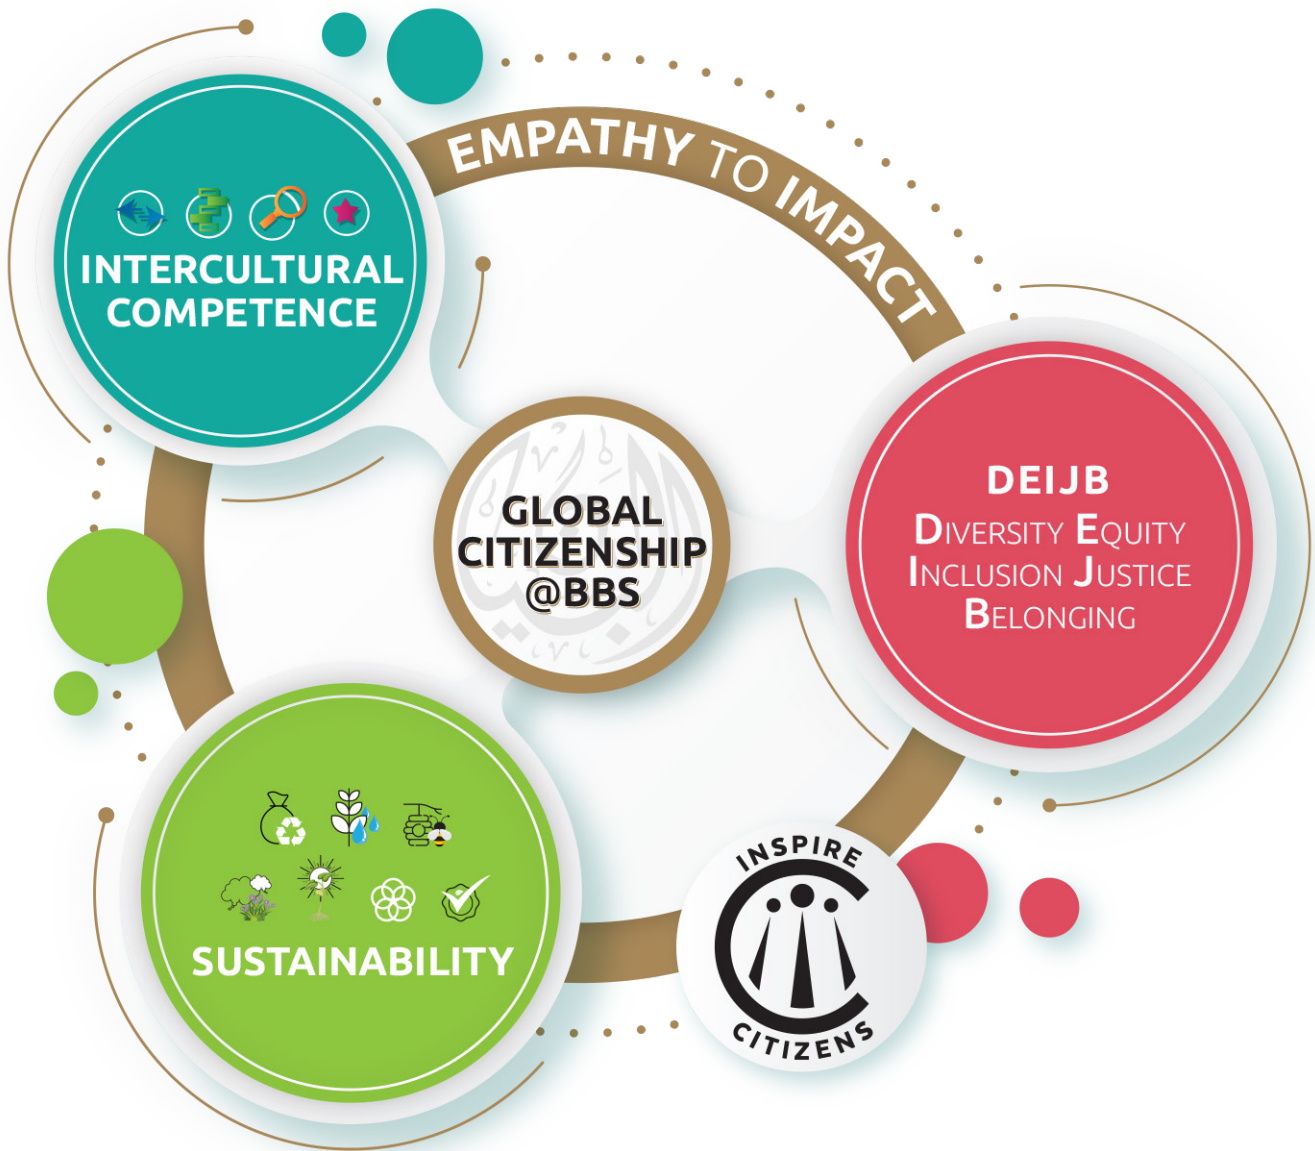 EMPATHY TO IMPACT
INTERCULTURAL
COMPETENCE
GLOBAL
CITIZENSHIP
@BBS
DEIJB
DIVERSITY EQUITY
INCLUSION JUSTICE
BELONGING
SUSTAINABILITY
INSPIRE
CITIZENS